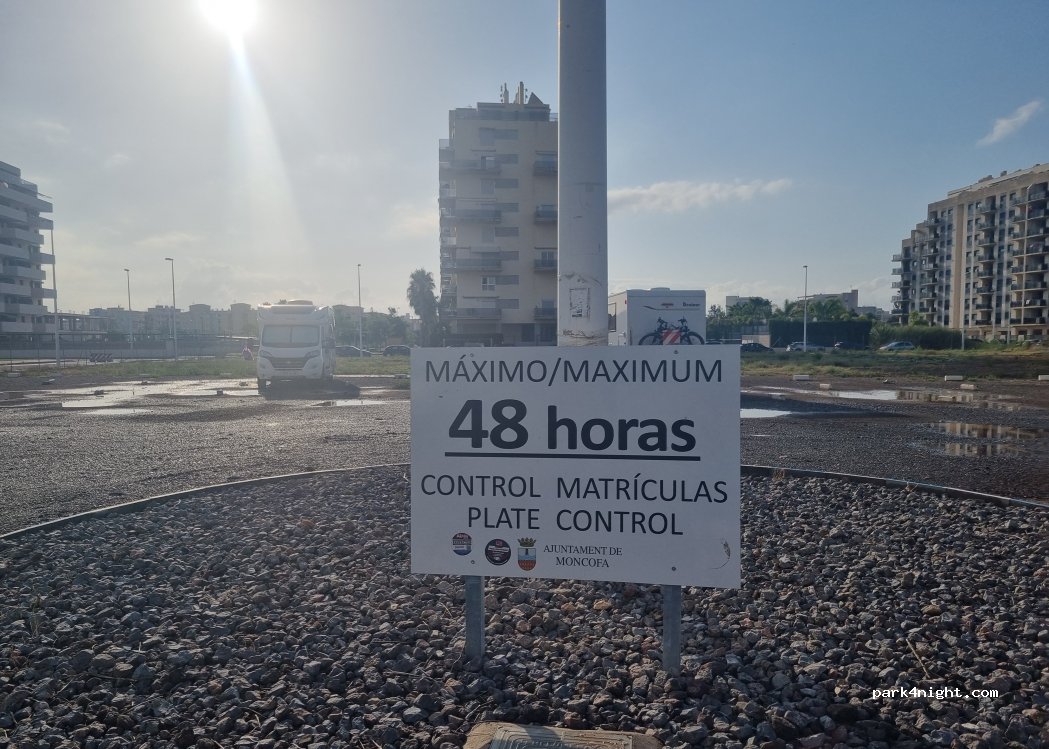 MÁXIMO/MAXIMUM
48 horas
CONTROL MATRÍCULAS
PLATE CONTROL
AJUNTAMENT DE
MONCOFA
park4night.com